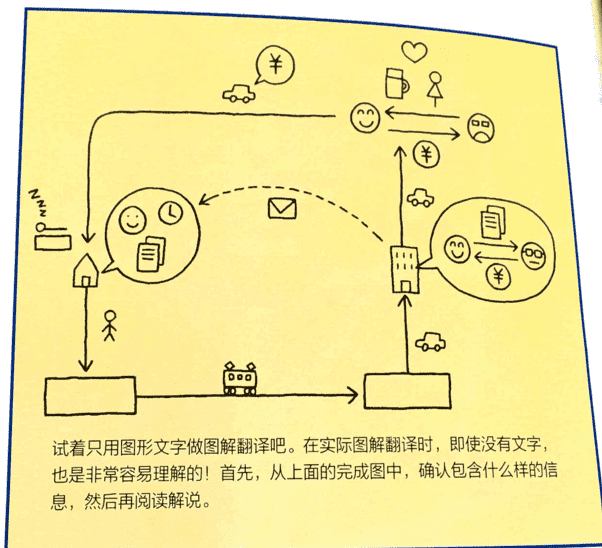 ¥
¥
zzz
¥
试着只用图形文字做图解翻译吧。在实际图解翻译时，即使没有文字，
也是非常容易理解的！首先，从上面的完成图中，确认包含什么样的信
息，然后再阅读解说。